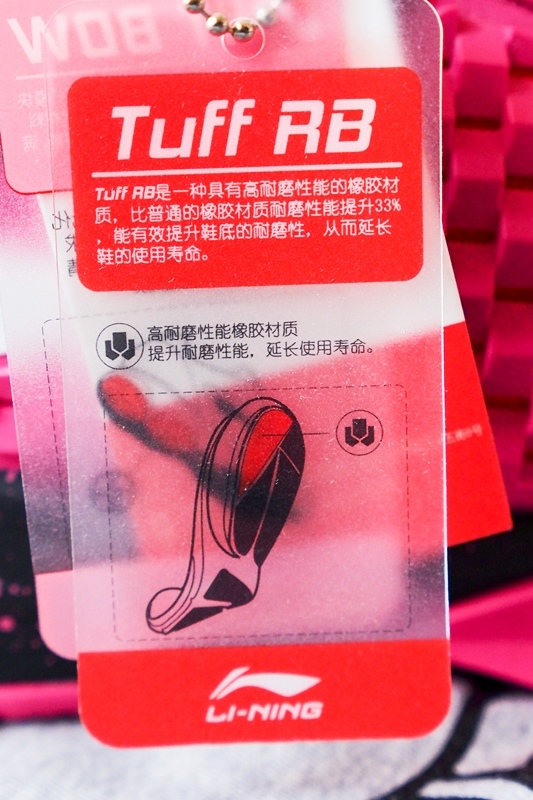 Tuff RB
Tuff RB是一种具有高耐磨性能的橡胶材
质，比普通的橡胶材质耐磨性能提升33%
，能有效提升鞋底的耐磨性，从而延长
鞋的使用寿命。
高耐磨性能橡胶材质
提升耐磨性能，延长使用寿命。
LI-NING